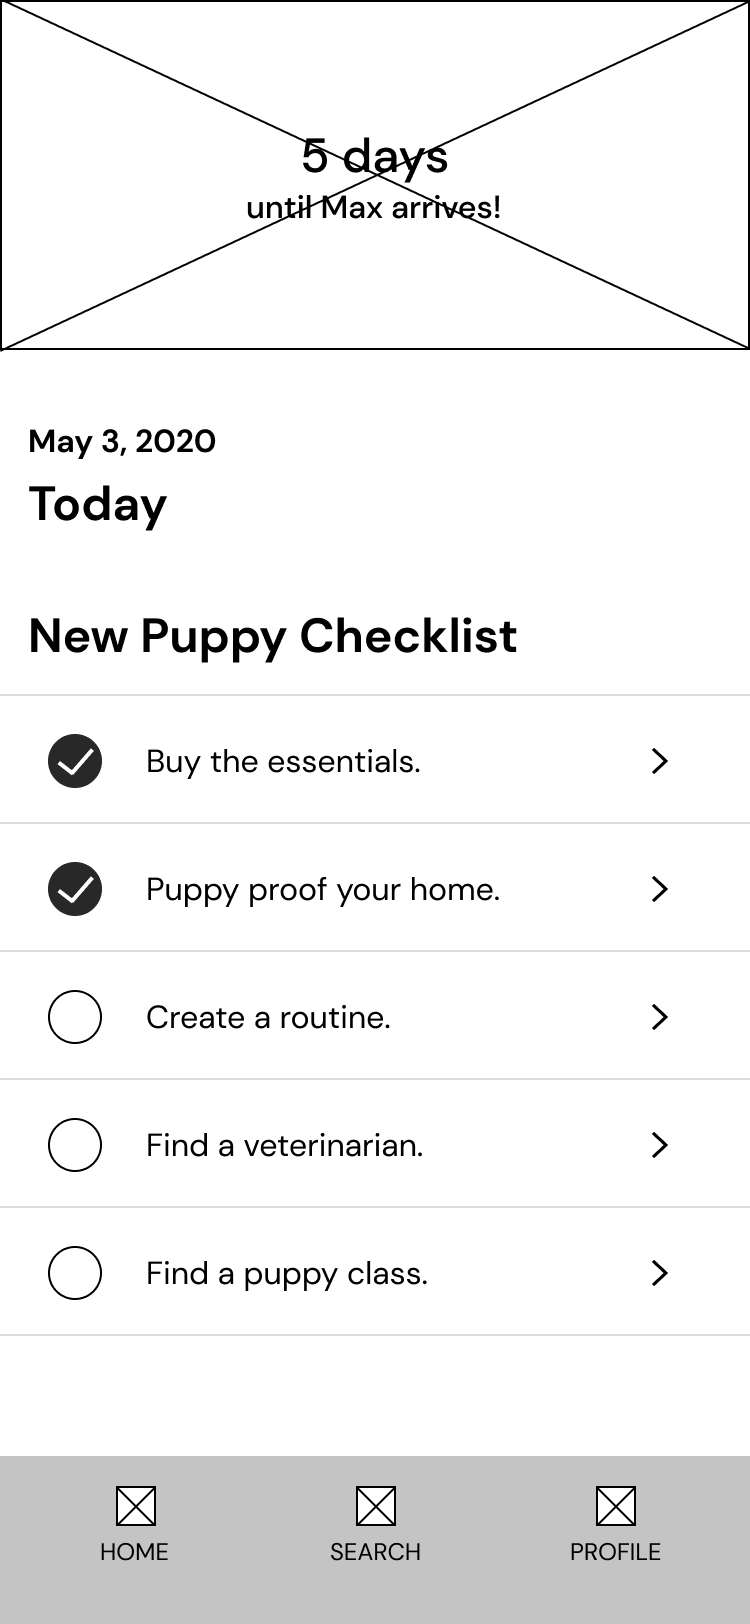 5 days
until Max arrives!
May 3, 2020
Today
New Puppy Checklist
Buy the essentials.
Puppy proof your home.
Create a routine.
Find a veterinarian.
Find a puppy class.
HOME SEARCH PROFILE